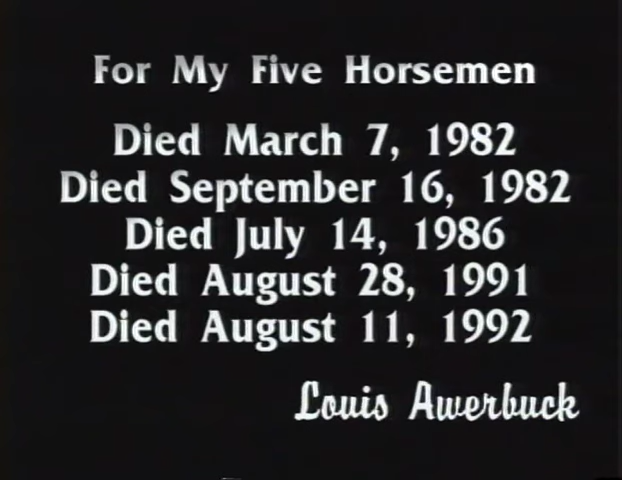 For My Five Horsemen
Died March 7, 1982
Died September 16, 1982
Died July 14, 1986
Died August 28, 1991
Died August 11, 1992
Louis Awerbuck